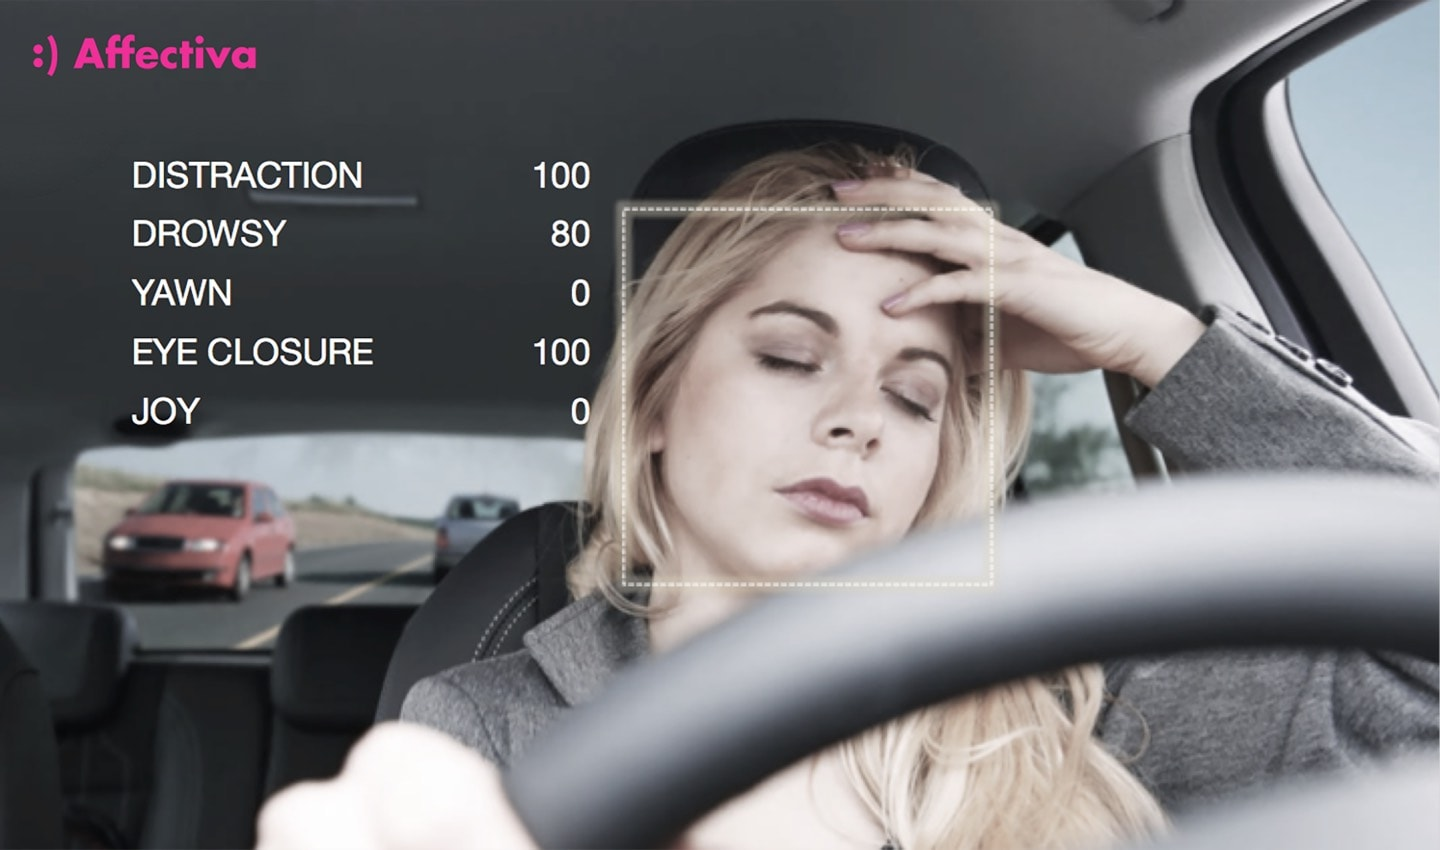 :) Affectiva
DISTRACTION 100
DROWSY 80
YAWN 0
EYE CLOSURE 100
JOY 0